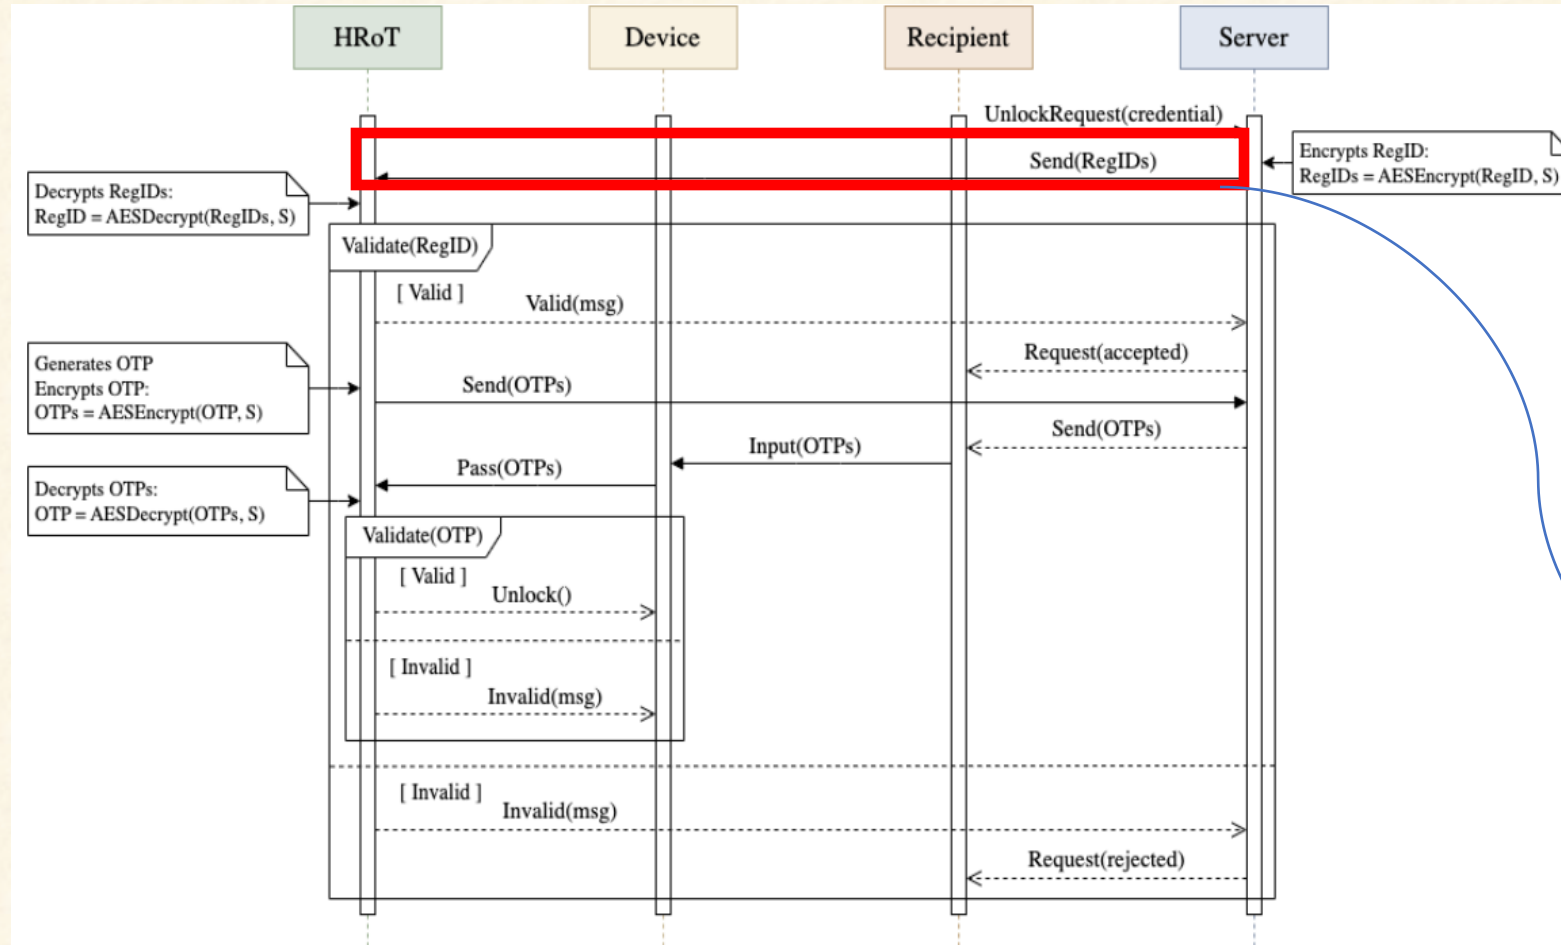 HRoT
Device
Recipient
Server
UnlockRequest(credential)
Send(RegIDs)
Encrypts RegID:
RegIDs = AESEncrypt(RegID, S)
Decrypts RegIDs:
RegID = AESDecrypt(RegIDs, S)
Validate(RegID)
[ Valid ]
Valid(msg)
Request(accepted)
Generates OTP
Encrypts OTP:
OTPs = AESEncrypt(OTP, S)
Send(OTPs)
Send(OTPs)
Input(OTPs)
Pass(OTPs)
Decrypts OTPs:
OTP = AESDecrypt(OTPs, S)
Validate(OTP)
[ Valid ]
Unlock()
[ Invalid ]
Invalid(msg)
[ Invalid ]
Invalid(msg)
Request(rejected)